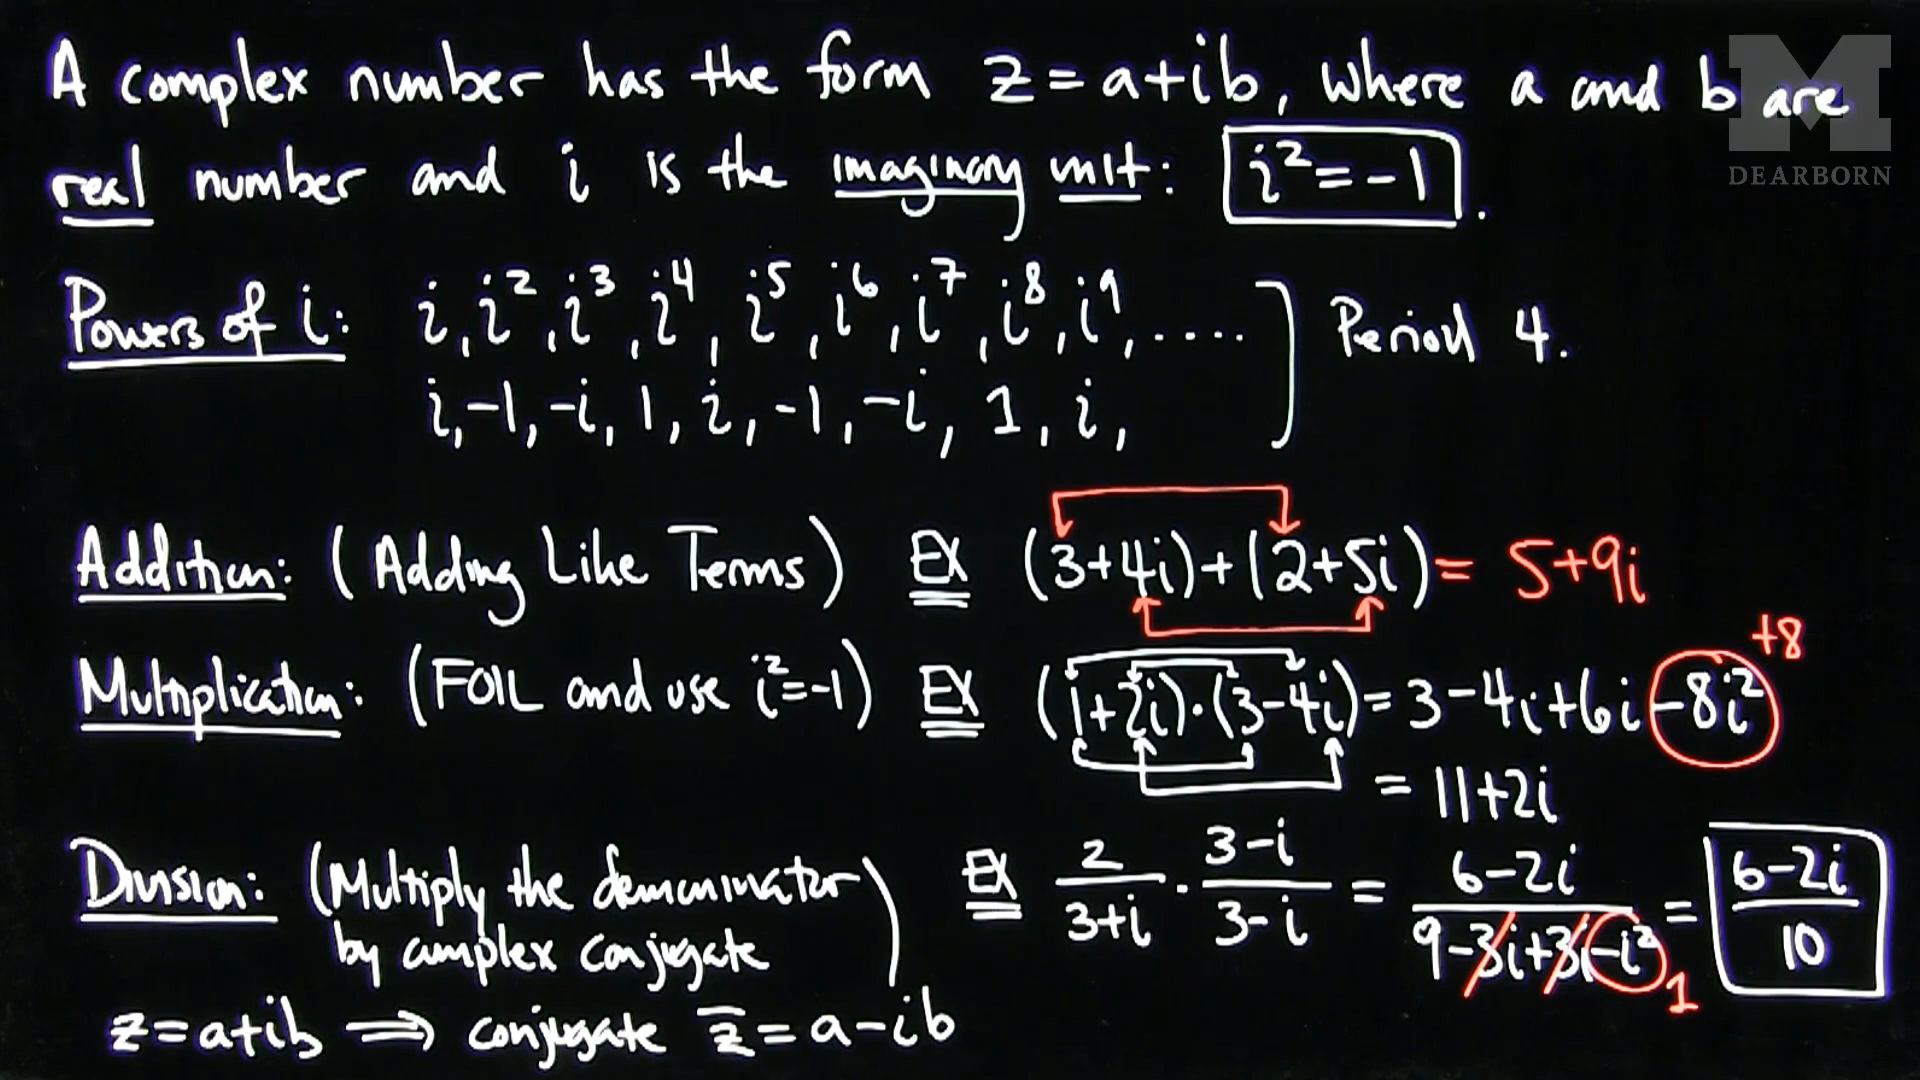 A complex number has the form z = a+ib, where a and b are
real number and i is the imaginary unit: i² = -1.
M
DEARBORN
Powers of i: i, i², i³, i⁴, i⁵, i⁶, i⁷, i⁸, i⁹, .... Period 4.
i, -1, -i, 1, i, -1, -i, 1, i,
Addition: (Adding Like Terms) EX (3+4i)+(2+5i) = 5+9i
Multiplication: (FOIL and use i²=-1) EX (1+2i)·(3-4i) = 3-4i+6i-8i² +8
= 11+2i
Division: (Multiply the denominator EX 2/(3+i) · (3-i)/(3-i) = (6-2i)/(9-3i+3i-i²) 1 = (6-2i)/10
by complex conjugate)
z = a+ib ⟹ conjugate z̅ = a-ib